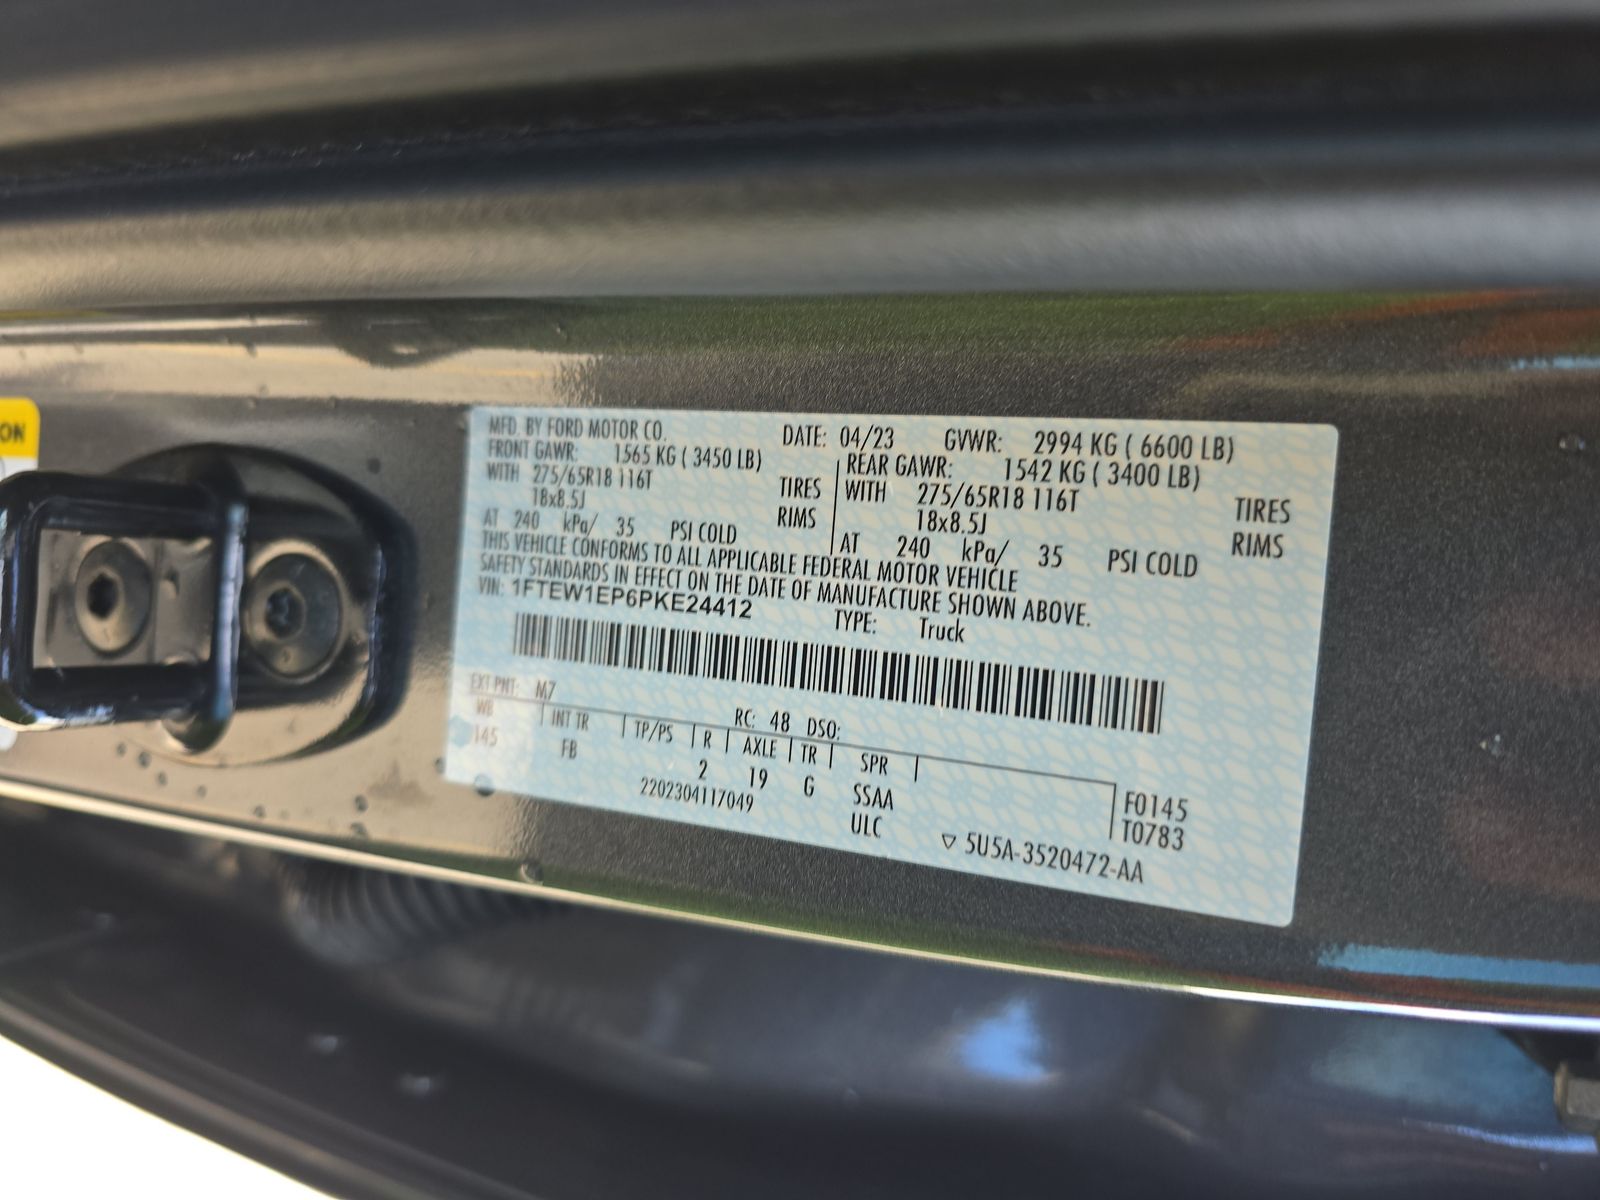 ON
MFD. BY FORD MOTOR CO. DATE: 04/23 GVWR: 2994 KG ( 6600 LB)
FRONT GAWR: 1565 KG ( 3450 LB) REAR GAWR: 1542 KG ( 3400 LB)
WITH 275/65R18 116T TIRES WITH 275/65R18 116T TIRES
18x8.5J RIMS 18x8.5J RIMS
AT 240 kPa/ 35 PSI COLD AT 240 kPa/ 35 PSI COLD
THIS VEHICLE CONFORMS TO ALL APPLICABLE FEDERAL MOTOR VEHICLE
SAFETY STANDARDS IN EFFECT ON THE DATE OF MANUFACTURE SHOWN ABOVE.
VIN: 1FTEW1EP6PKE24412 TYPE: Truck
EXT PNT: M7 RC: 48 DSO:
WB INT TR TP/PS R AXLE TR SPR
145 FB 2 19 G SSAA F0145
2202304117049 ULC T0783
▽ 5U5A-3520472-AA